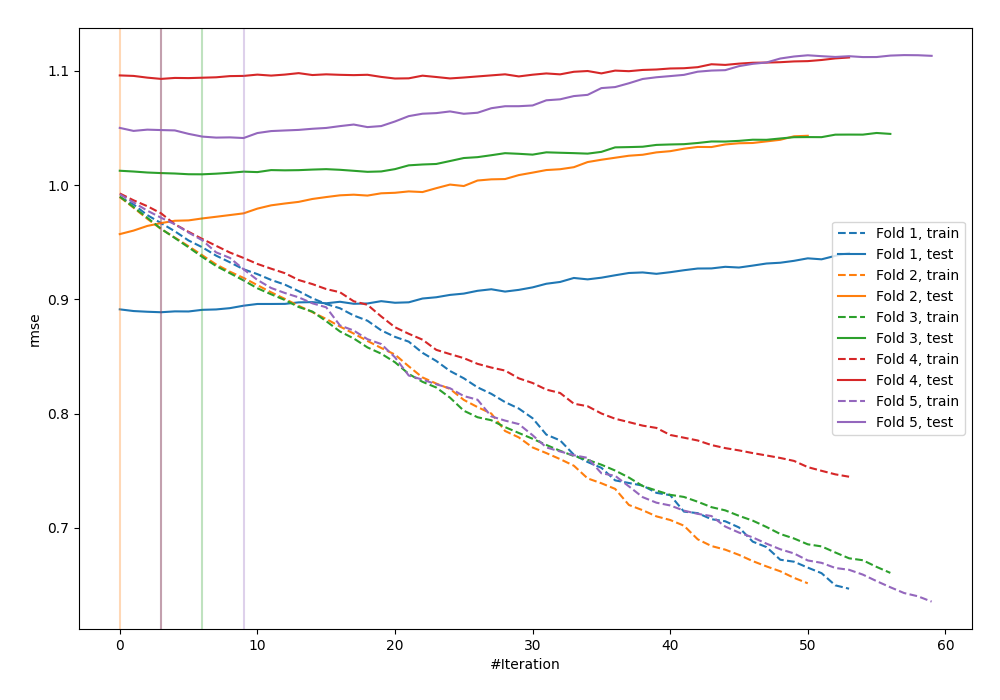 1.1
1.0
0.9
0.8
0.7
rmse
0
10
20
30
40
50
60
#Iteration
Fold 1, train
Fold 1, test
Fold 2, train
Fold 2, test
Fold 3, train
Fold 3, test
Fold 4, train
Fold 4, test
Fold 5, train
Fold 5, test